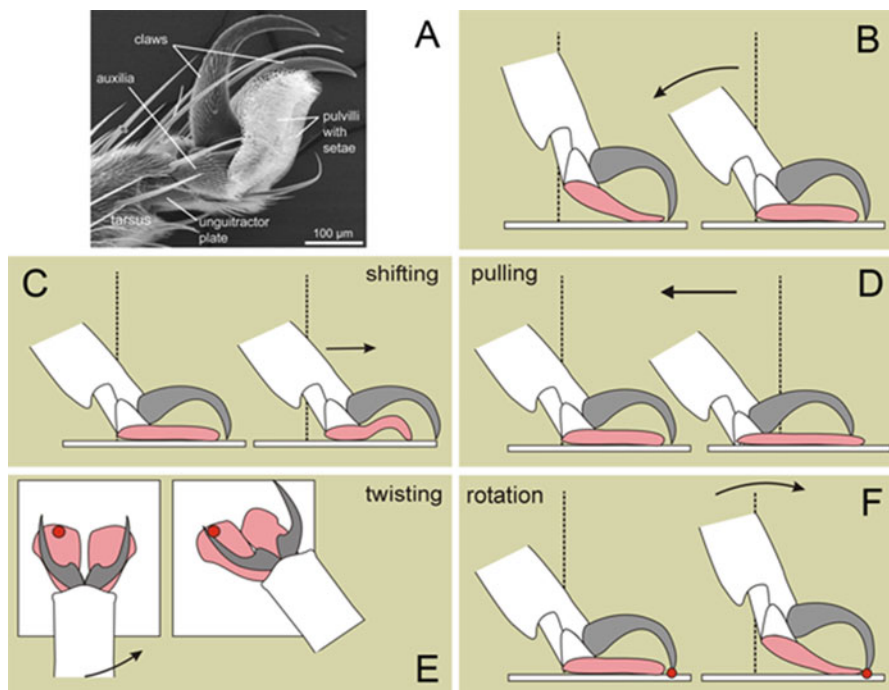 A
claws
auxilia
pulvilli
with
setae
tarsus
unguitractor
plate
100 µm
B
C
shifting
pulling
D
twisting
E
rotation
F